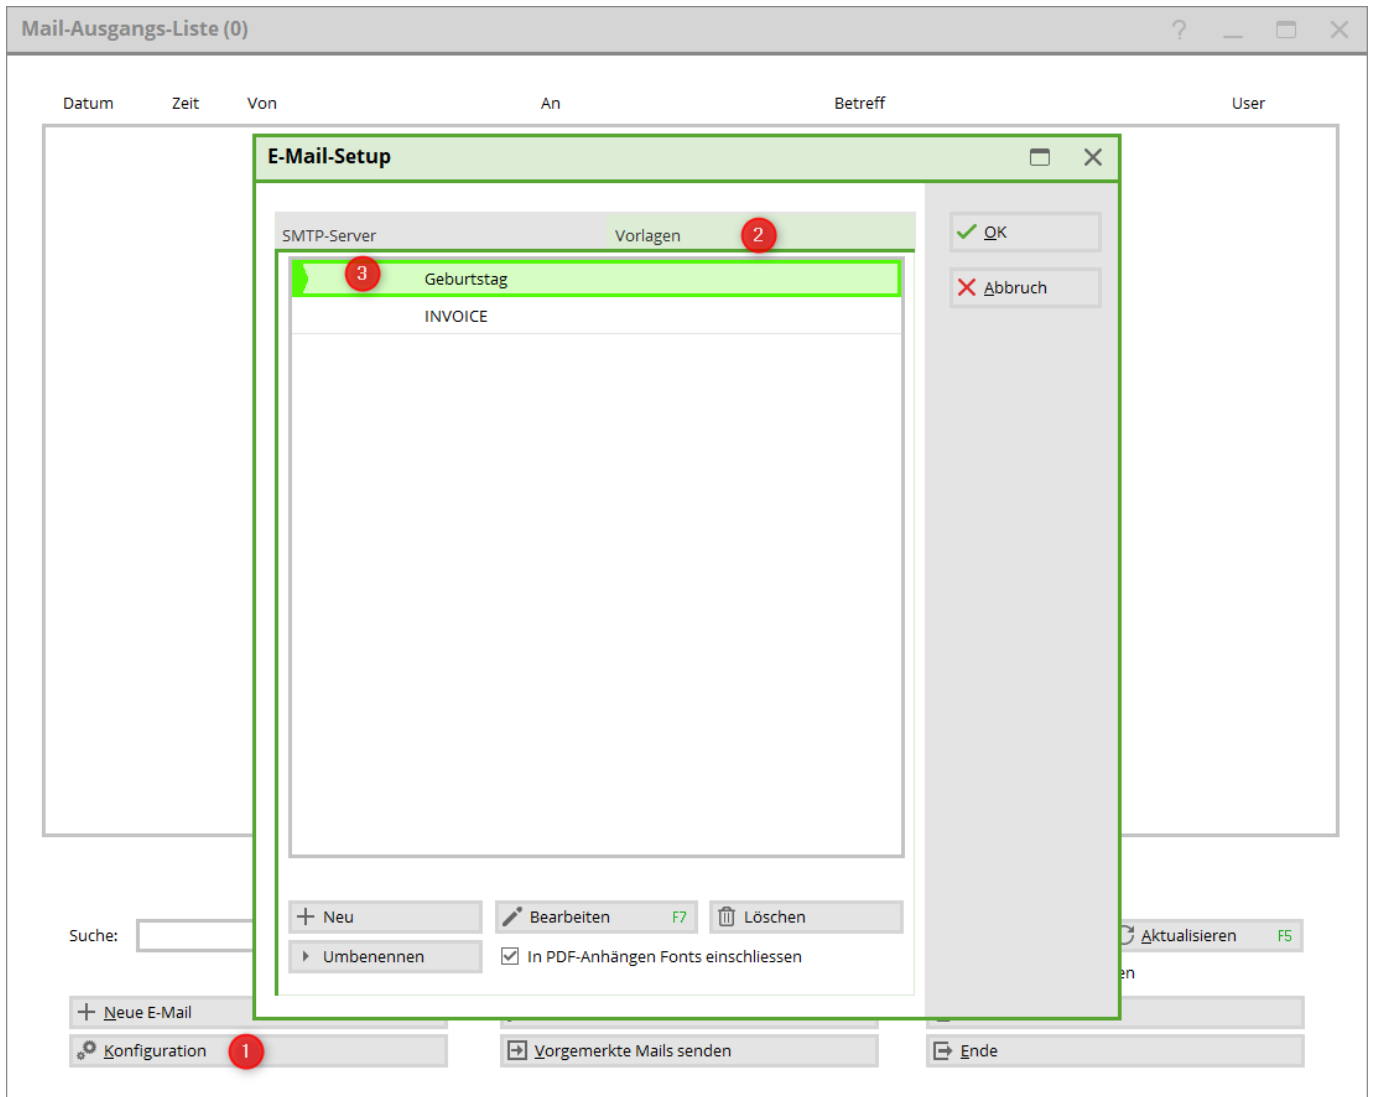 Mail-Ausgangs-Liste (0)
?
Datum Zeit Von An Betreff User
E-Mail-Setup
SMTP-Server Vorlagen 2
OK
3 Geburtstag
Abbruch
INVOICE
Neu Bearbeiten F7 Löschen
Suche: Aktualisieren F5
Umbenennen In PDF-Anhängen Fonts einschliessen
en
Neue E-Mail
Konfiguration 1 Vorgemerkte Mails senden Ende